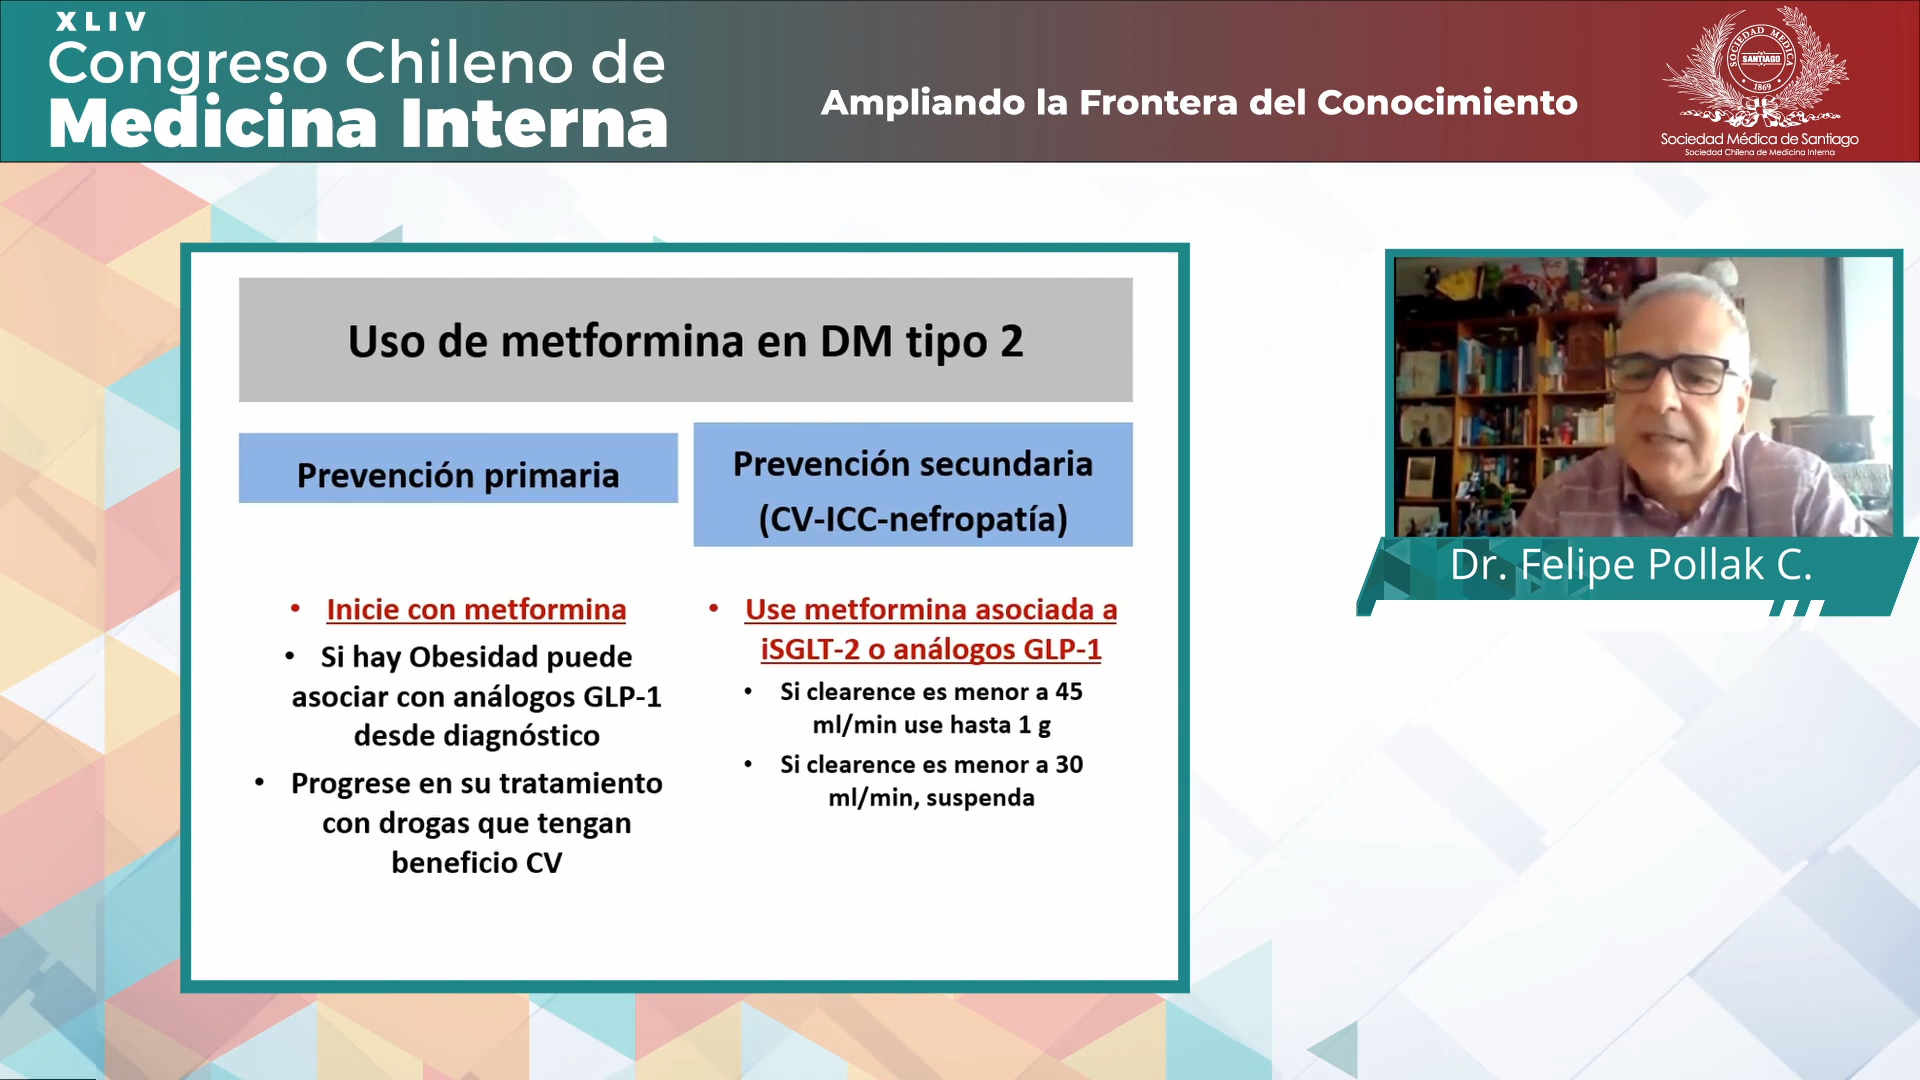 XLIV
Congreso Chileno de
Medicina Interna
Ampliando la Frontera del Conocimiento
SOCIEDAD MEDICA
SANTIAGO
1869
Sociedad Médica de Santiago
Sociedad Chilena de Medicina Interna
Uso de metformina en DM tipo 2
Prevención primaria
• Inicie con metformina
• Si hay Obesidad puede
asociar con análogos GLP-1
desde diagnóstico
• Progrese en su tratamiento
con drogas que tengan
beneficio CV
Prevención secundaria
(CV-ICC-nefropatía)
• Use metformina asociada a
iSGLT-2 o análogos GLP-1
• Si clearence es menor a 45
ml/min use hasta 1 g
• Si clearence es menor a 30
ml/min, suspenda
Dr. Felipe Pollak C.